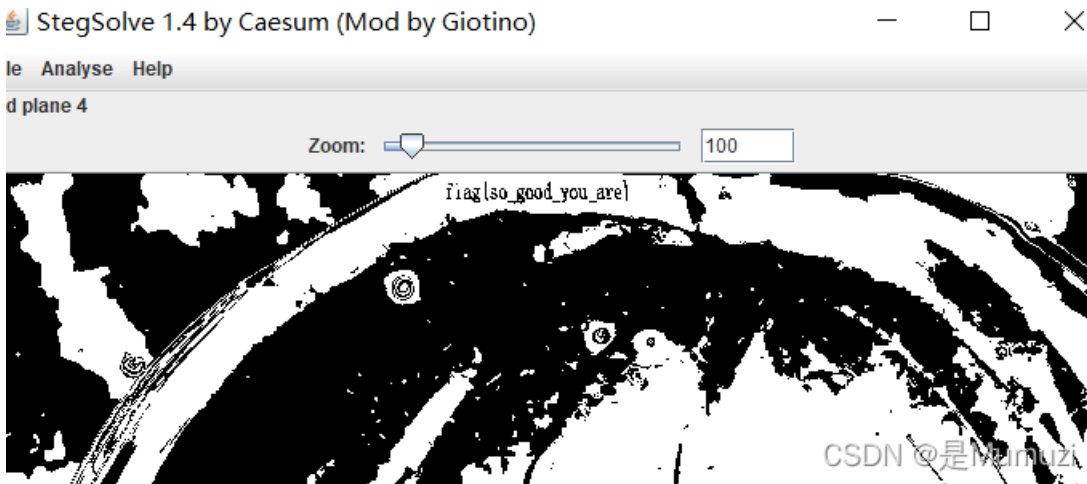 StegSolve 1.4 by Caesum (Mod by Giotino)
le Analyse Help
d plane 4
Zoom: 100
flag{so_good_you_are}
CSDN @是Mumuzi